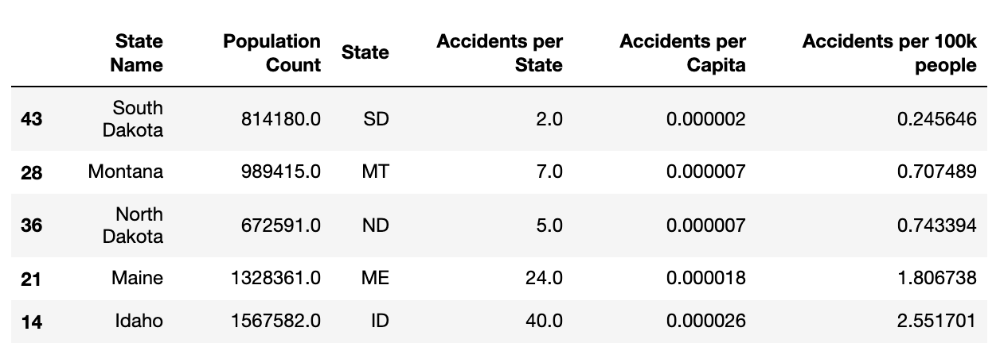 State Name Population Count State Accidents per State Accidents per Capita Accidents per 100k people
43 South Dakota 814180.0 SD 2.0 0.000002 0.245646
28 Montana 989415.0 MT 7.0 0.000007 0.707489
36 North Dakota 672591.0 ND 5.0 0.000007 0.743394
21 Maine 1328361.0 ME 24.0 0.000018 1.806738
14 Idaho 1567582.0 ID 40.0 0.000026 2.551701